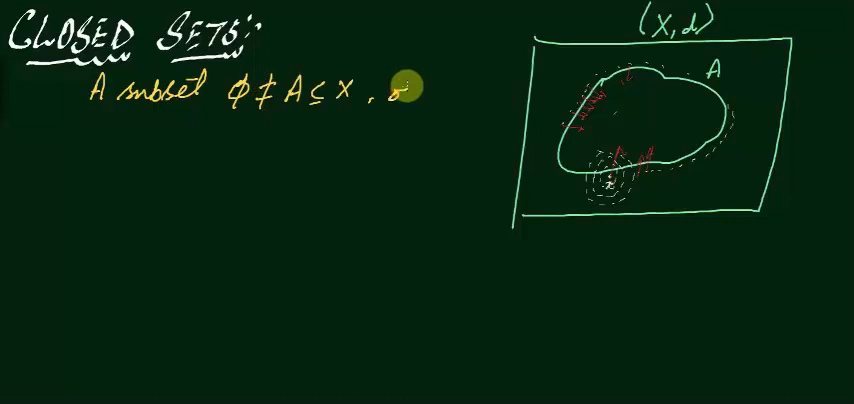 CLOSED SETS:
A subset ϕ ≠ A ⊆ X, o
(X, d)
A
x